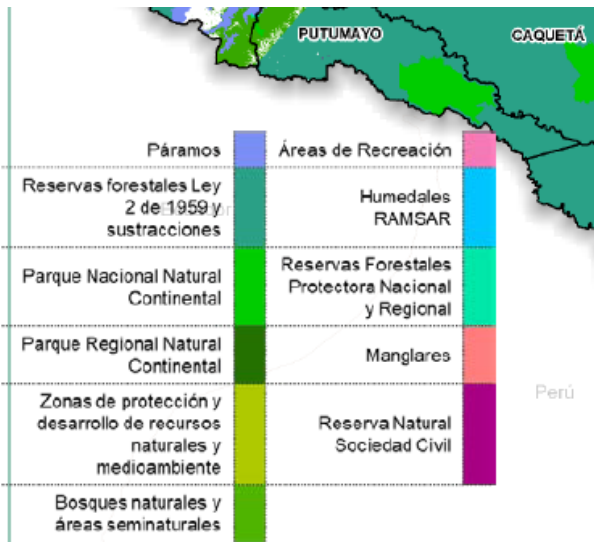 PUTUMAYO
CAQUETÁ
Páramos
Áreas de Recreación
Reservas forestales Ley
2 de 1959 y
sustracciones
Humedales
RAMSAR
Parque Nacional Natural
Continental
Reservas Forestales
Protectora Nacional
y Regional
Parque Regional Natural
Continental
Manglares
Perú
Zonas de protección y
desarrollo de recursos
naturales y
medioambiente
Reserva Natural
Sociedad Civil
Bosques naturales y
áreas seminaturales